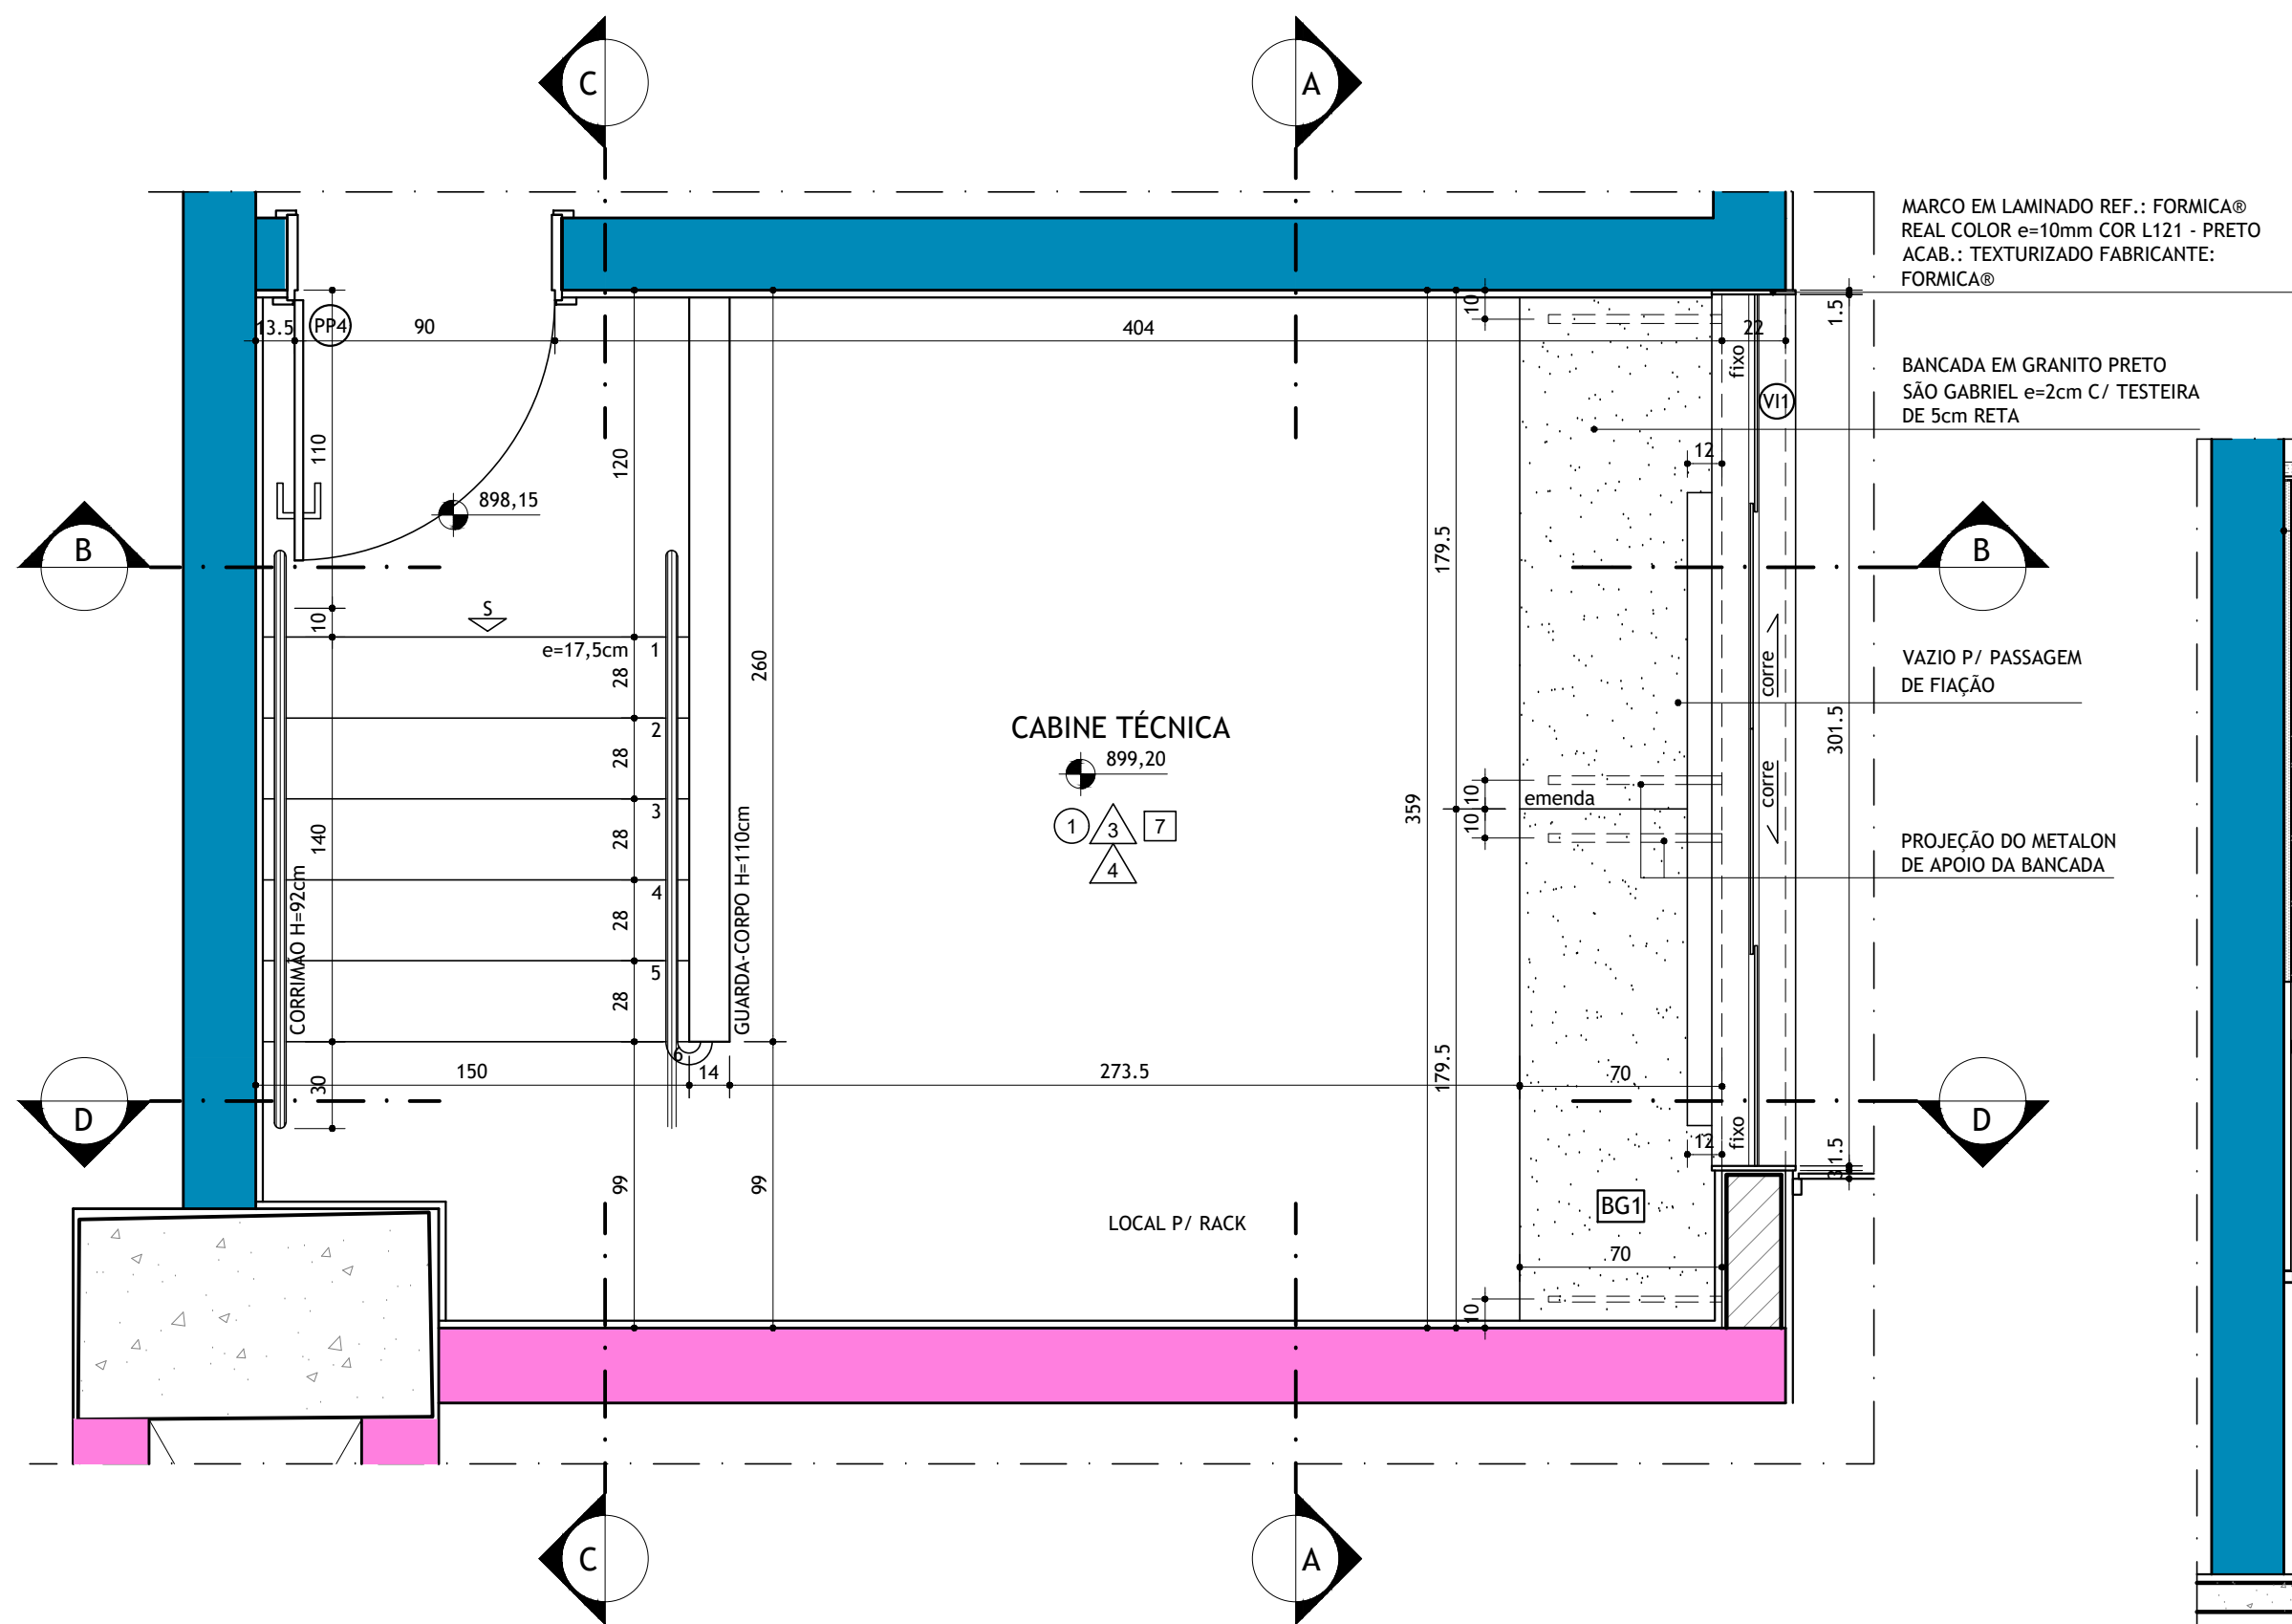 C
A
MARCO EM LAMINADO REF.: FORMICA®
REAL COLOR e=10mm COR L121 - PRETO
ACAB.: TEXTURIZADO FABRICANTE:
FORMICA®
10
1.5
13.5
PP4
90
404
22
fixo
BANCADA EM GRANITO PRETO
SÃO GABRIEL e=2cm C/ TESTEIRA
DE 5cm RETA
VI1
110
120
12
898,15
179.5
B
B
S
10
e=17,5cm
1
28
260
corre
VAZIO P/ PASSAGEM
DE FIAÇÃO
2
28
CABINE TÉCNICA
899,20
301.5
corre
10
emenda
3
28
140
359
10
1
3
7
4
PROJEÇÃO DO METALON
DE APOIO DA BANCADA
CORRIMÃO H=92cm
GUARDA-CORPO H=110cm
4
28
5
28
6
150
14
273.5
70
30
179.5
D
D
fixo
12
1.5
3
99
99
BG1
LOCAL P/ RACK
70
10
C
A